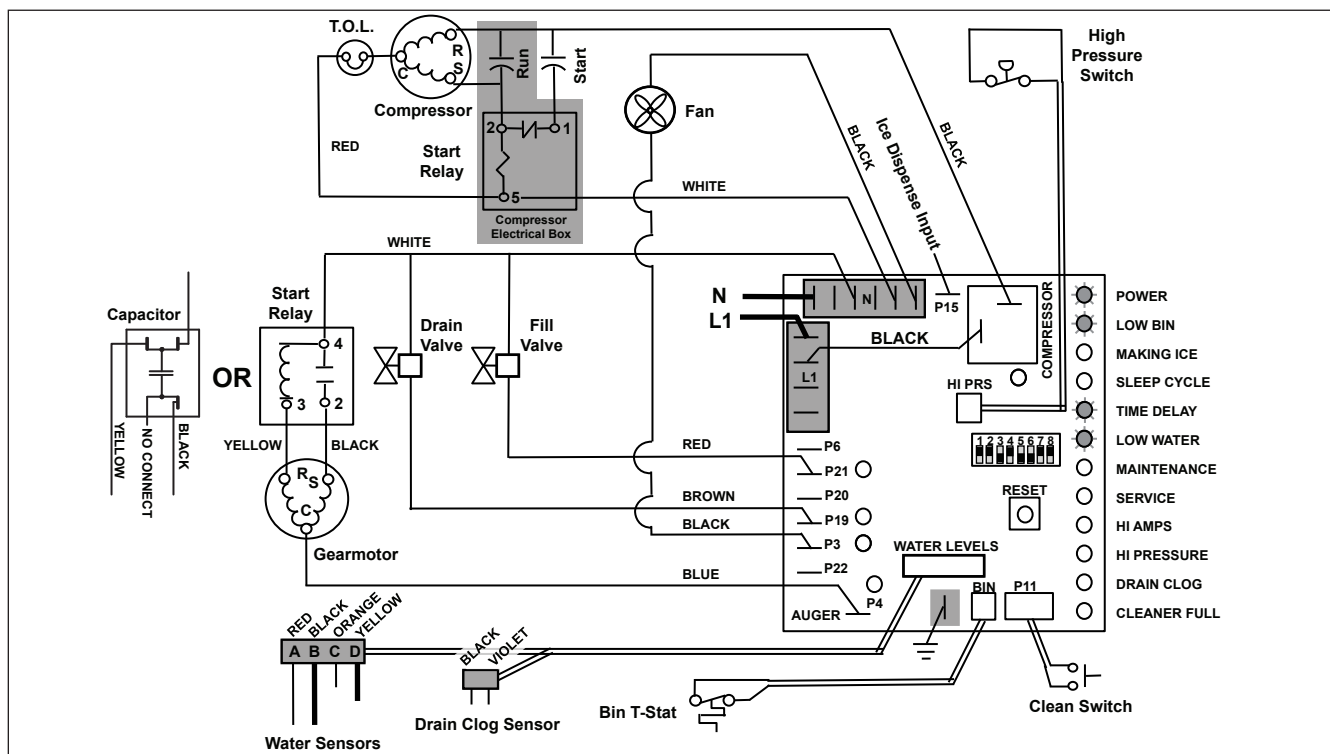 T.O.L.
R
S
C
Compressor
Run
Start
2
1
5
Start
Relay
Compressor
Electrical Box
RED
WHITE
Fan
BLACK
Ice Dispense Input
BLACK
High
Pressure
Switch
WHITE
Capacitor
YELLOW
NO CONNECT
BLACK
OR
Start
Relay
4
3
2
YELLOW
BLACK
R
S
C
Gearmotor
Drain
Valve
Fill
Valve
N
L1
N
P15
BLACK
L1
COMPRESSOR
HI PRS
1 2 3 4 5 6 7 8
RESET
POWER
LOW BIN
MAKING ICE
SLEEP CYCLE
TIME DELAY
LOW WATER
MAINTENANCE
SERVICE
HI AMPS
HI PRESSURE
DRAIN CLOG
CLEANER FULL
RED
P6
P21
P20
BROWN
P19
BLACK
P3
P22
BLUE
P4
AUGER
WATER LEVELS
BIN
P11
RED
BLACK
ORANGE
YELLOW
A B C D
Water Sensors
BLACK
VIOLET
Drain Clog Sensor
Bin T-Stat
Clean Switch